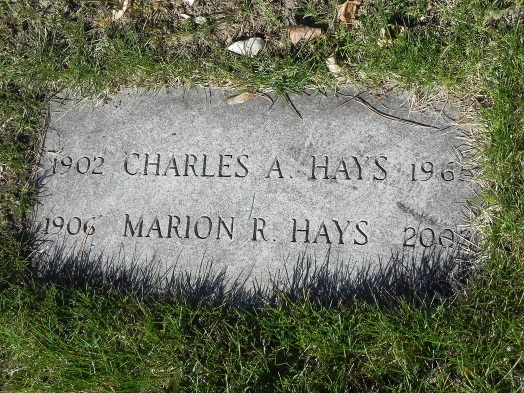 1902 CHARLES A. HAYS
1906 MARION R. HAYS